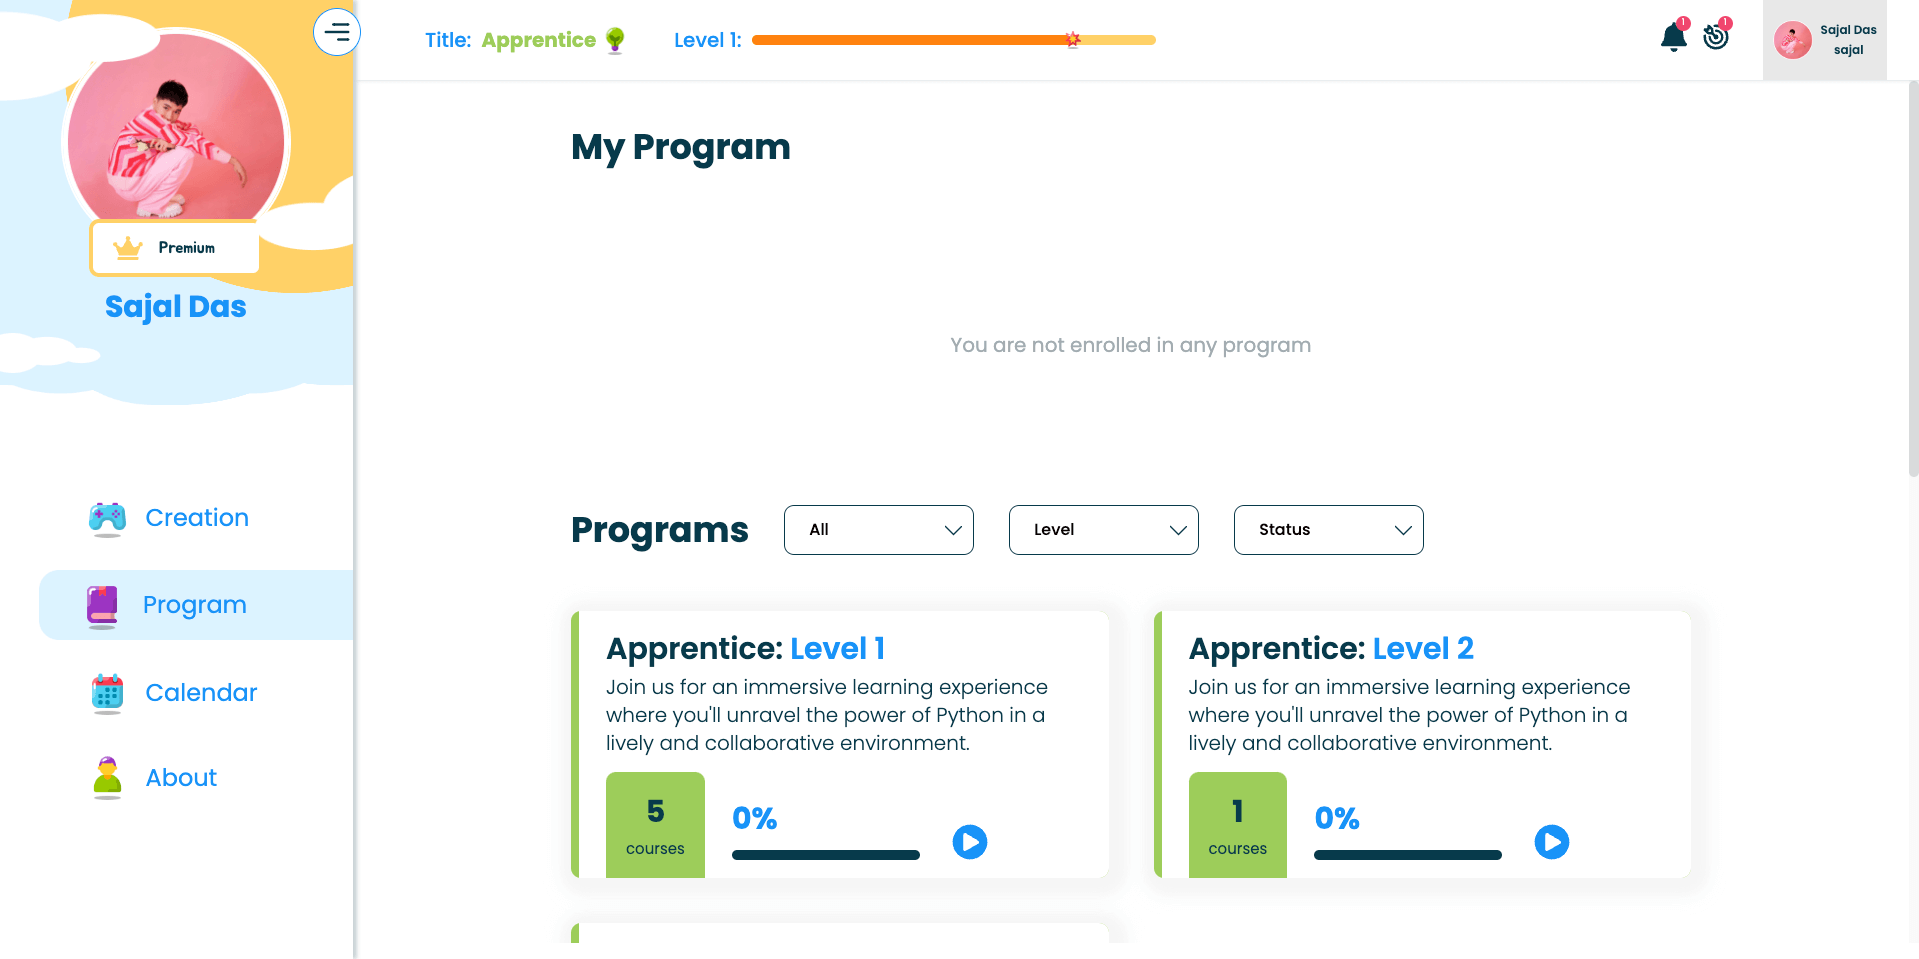 Title: Apprentice
Level 1:
1
1
Sajal Das
sajal
Premium
Sajal Das
Creation
Program
Calendar
About
My Program
You are not enrolled in any program
Programs
All
Level
Status
Apprentice: Level 1
Join us for an immersive learning experience
where you'll unravel the power of Python in a
lively and collaborative environment.
5
courses
0%
Apprentice: Level 2
Join us for an immersive learning experience
where you'll unravel the power of Python in a
lively and collaborative environment.
1
courses
0%